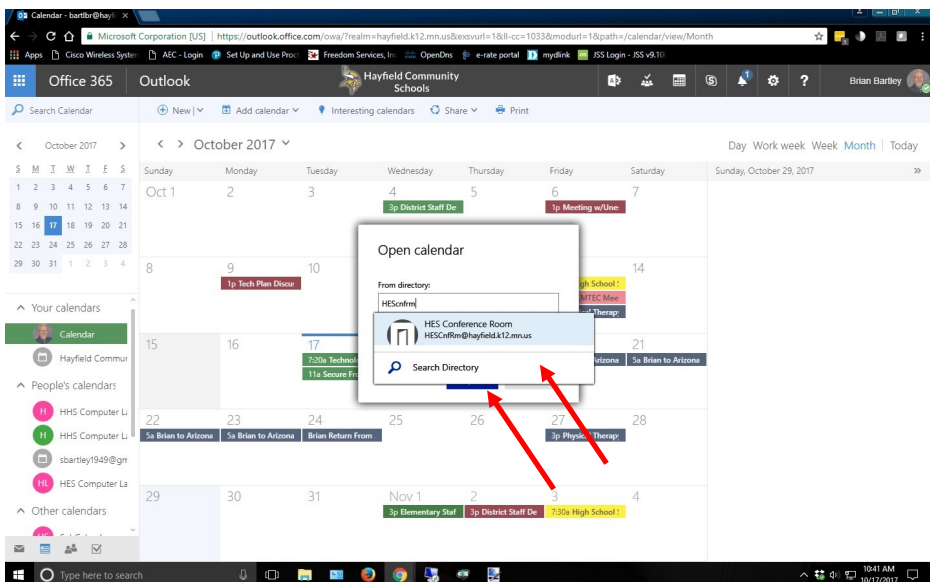 Calendar - bartlbr@hayfi
Microsoft Corporation [US] | https://outlook.office.com/owa/?realm=hayfield.k12.mn.us&exsvurl=1&ll-cc=1033&modurl=1&path=/calendar/view/Month
Apps Cisco Wireless System AEC - Login Set Up and Use Proc Freedom Services, Inc OpenDns e-rate portal mydlink JSS Login - JSS v9.10
Office 365 Outlook Hayfield Community Schools 1 ? Brian Bartley
Search Calendar New Add calendar Interesting calendars Share Print
October 2017
S M T W T F S
1 2 3 4 5 6 7
8 9 10 11 12 13 14
15 16 17 18 19 20 21
22 23 24 25 26 27 28
29 30 31 1 2 3 4
Your calendars
Calendar
Hayfield Commur
People's calendars
HHS Computer La
H
HHS Computer La
H
sbartley1949@gm
HL HES Computer La
Other calendars
October 2017
Day Work week Week Month Today
Sunday Monday Tuesday Wednesday Thursday Friday Saturday
Sunday, October 29, 2017
Oct 1 2 3 4 5 6 7
3p District Staff De 1p Meeting w/Une
8 9 10 14
1p Tech Plan Discur gh School
MTEC Mee
Therap
15 16 17 21
7:20a Technol Arizona 5a Brian to Arizona
11a Secure Fr
22 23 24 25 26 27 28
5a Brian to Arizona 5a Brian to Arizona Brian Return From 3p Physical Therap
29 30 31 Nov 1 2 3 4
3p Elementary Staf 3p District Staff De 7:30a High School
Open calendar
From directory:
HEScnfrm
HES Conference Room
HESCnfRm@hayfield.k12.mn.us
Search Directory
Type here to search
10:41 AM
10/17/2017